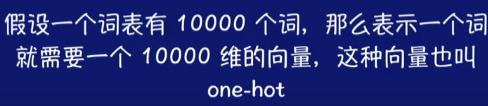 假设一个词表有 10000 个词，那么表示一个词
就需要一个 10000 维的向量，这种向量也叫
one-hot